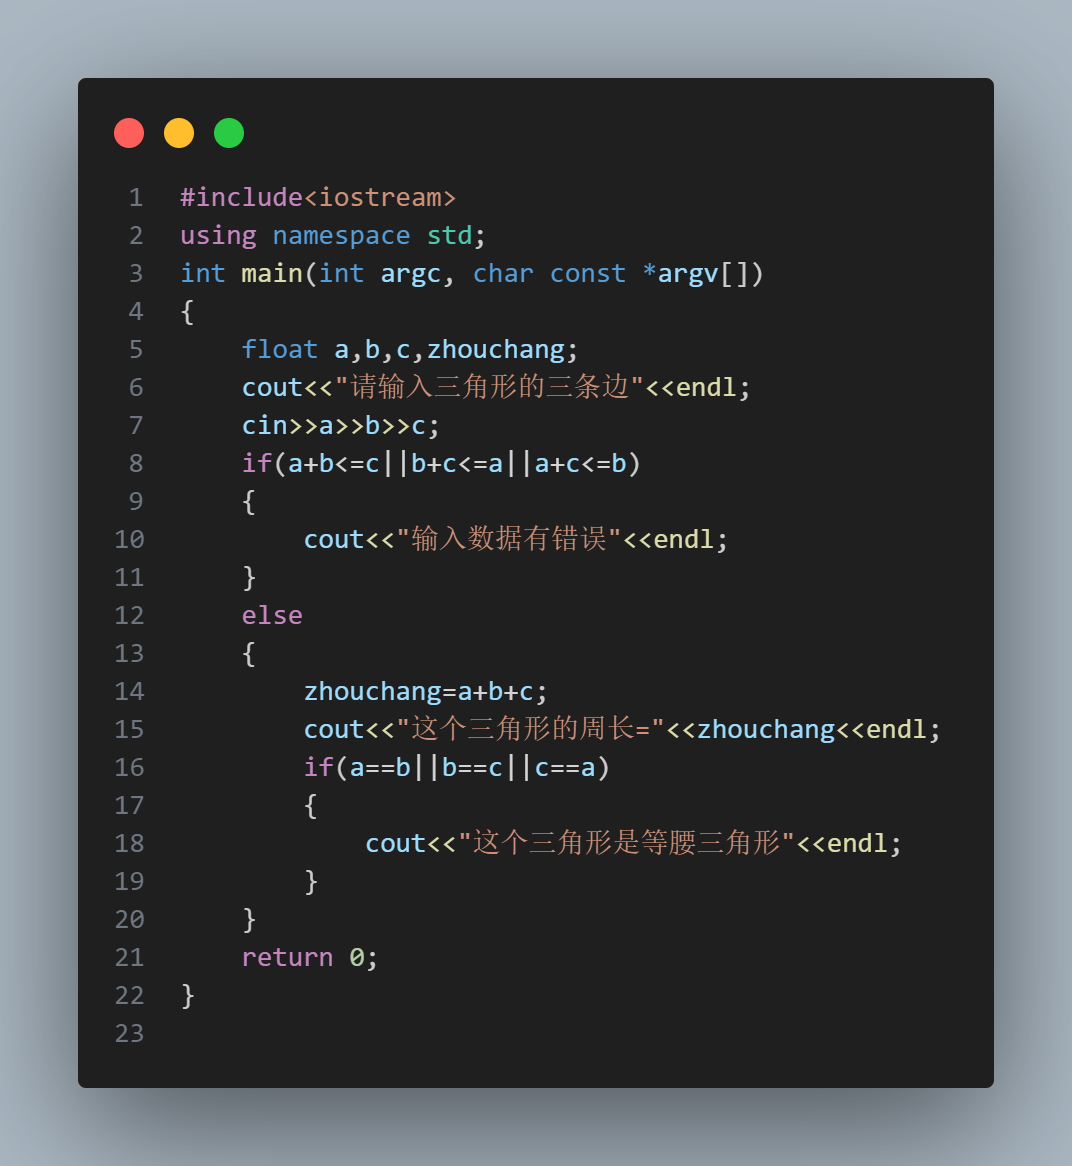 1 #include<iostream>
2 using namespace std;
3 int main(int argc, char const *argv[])
4 {
5     float a,b,c,zhouchang;
6     cout<<"请输入三角形的三条边"<<endl;
7     cin>>a>>b>>c;
8     if(a+b<=c||b+c<=a||a+c<=b)
9     {
10         cout<<"输入数据有错误"<<endl;
11     }
12     else
13     {
14         zhouchang=a+b+c;
15         cout<<"这个三角形的周长="<<zhouchang<<endl;
16         if(a==b||b==c||c==a)
17         {
18             cout<<"这个三角形是等腰三角形"<<endl;
19         }
20     }
21     return 0;
22 }
23